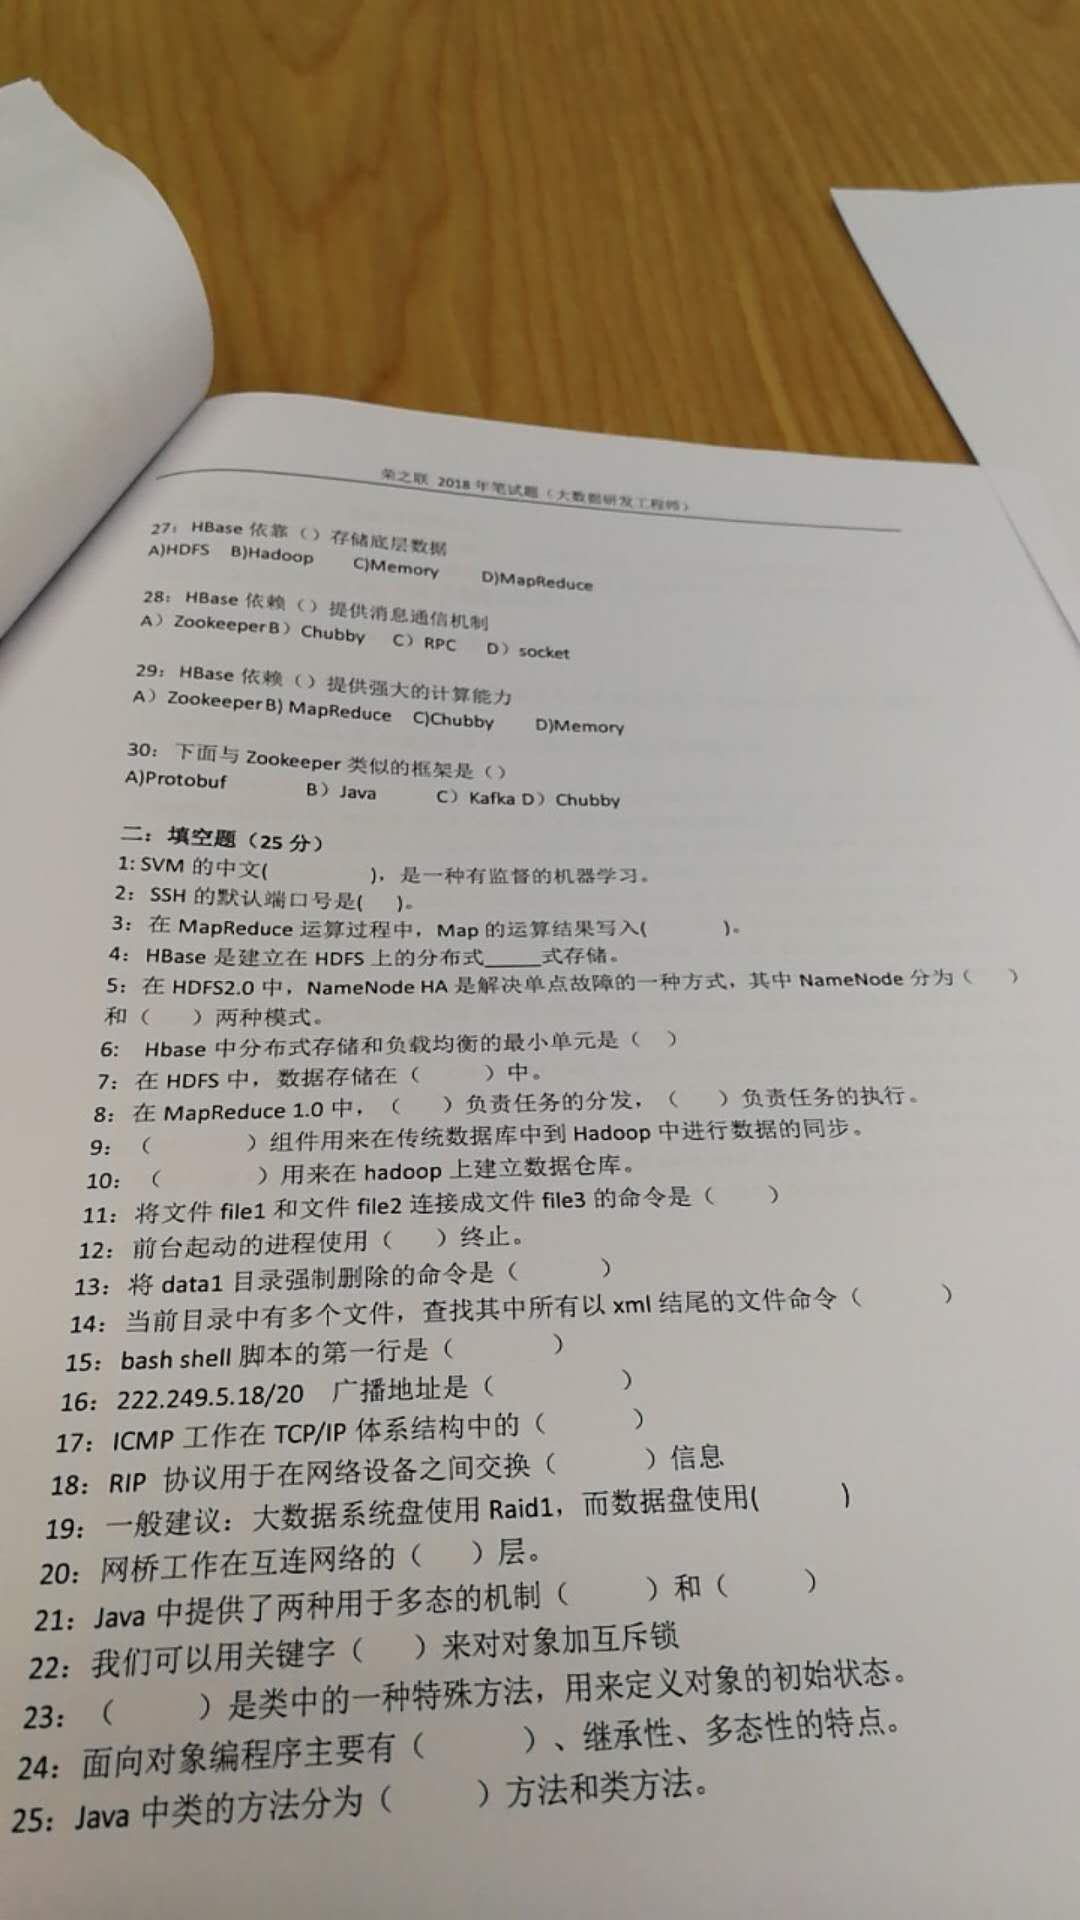 荣之联 2018 年笔试题（大数据研发工程师）
27：HBase 依靠（）存储底层数据
A)HDFS B)Hadoop C)Memory D)MapReduce
28：HBase 依赖（）提供消息通信机制
A）Zookeeper B）Chubby C）RPC D）socket
29：HBase 依赖（）提供强大的计算能力
A）Zookeeper B) MapReduce C)Chubby D)Memory
30：下面与 Zookeeper 类似的框架是（）
A)Protobuf B）Java C）Kafka D）Chubby
二：填空题（25 分）
1: SVM 的中文( )，是一种有监督的机器学习。
2：SSH 的默认端口号是( )。
3：在 MapReduce 运算过程中，Map 的运算结果写入( )。
4：HBase 是建立在 HDFS 上的分布式_____式存储。
5：在 HDFS2.0 中，NameNode HA 是解决单点故障的一种方式，其中 NameNode 分为（ ）
和（ ）两种模式。
6： Hbase 中分布式存储和负载均衡的最小单元是（ ）
7：在 HDFS 中，数据存储在（ ）中。
8：在 MapReduce 1.0 中，（ ）负责任务的分发，（ ）负责任务的执行。
9：（ ）组件用来在传统数据库中到 Hadoop 中进行数据的同步。
10：（ ）用来在 hadoop 上建立数据仓库。
11：将文件 file1 和文件 file2 连接成文件 file3 的命令是（ ）
12：前台起动的进程使用（ ）终止。
13：将 data1 目录强制删除的命令是（ ）
14：当前目录中有多个文件，查找其中所有以 xml 结尾的文件命令（ ）
15：bash shell 脚本的第一行是（ ）
16：222.249.5.18/20 广播地址是（ ）
17：ICMP 工作在 TCP/IP 体系结构中的（ ）
18：RIP 协议用于在网络设备之间交换（ ）信息
19：一般建议：大数据系统盘使用 Raid1，而数据盘使用( )
20：网桥工作在互连网络的（ ）层。
21：Java 中提供了两种用于多态的机制（ ）和（ ）
22：我们可以用关键字（ ）来对对象加互斥锁
23：（ ）是类中的一种特殊方法，用来定义对象的初始状态。
24：面向对象编程序主要有（ ）、继承性、多态性的特点。
25：Java 中类的方法分为（ ）方法和类方法。